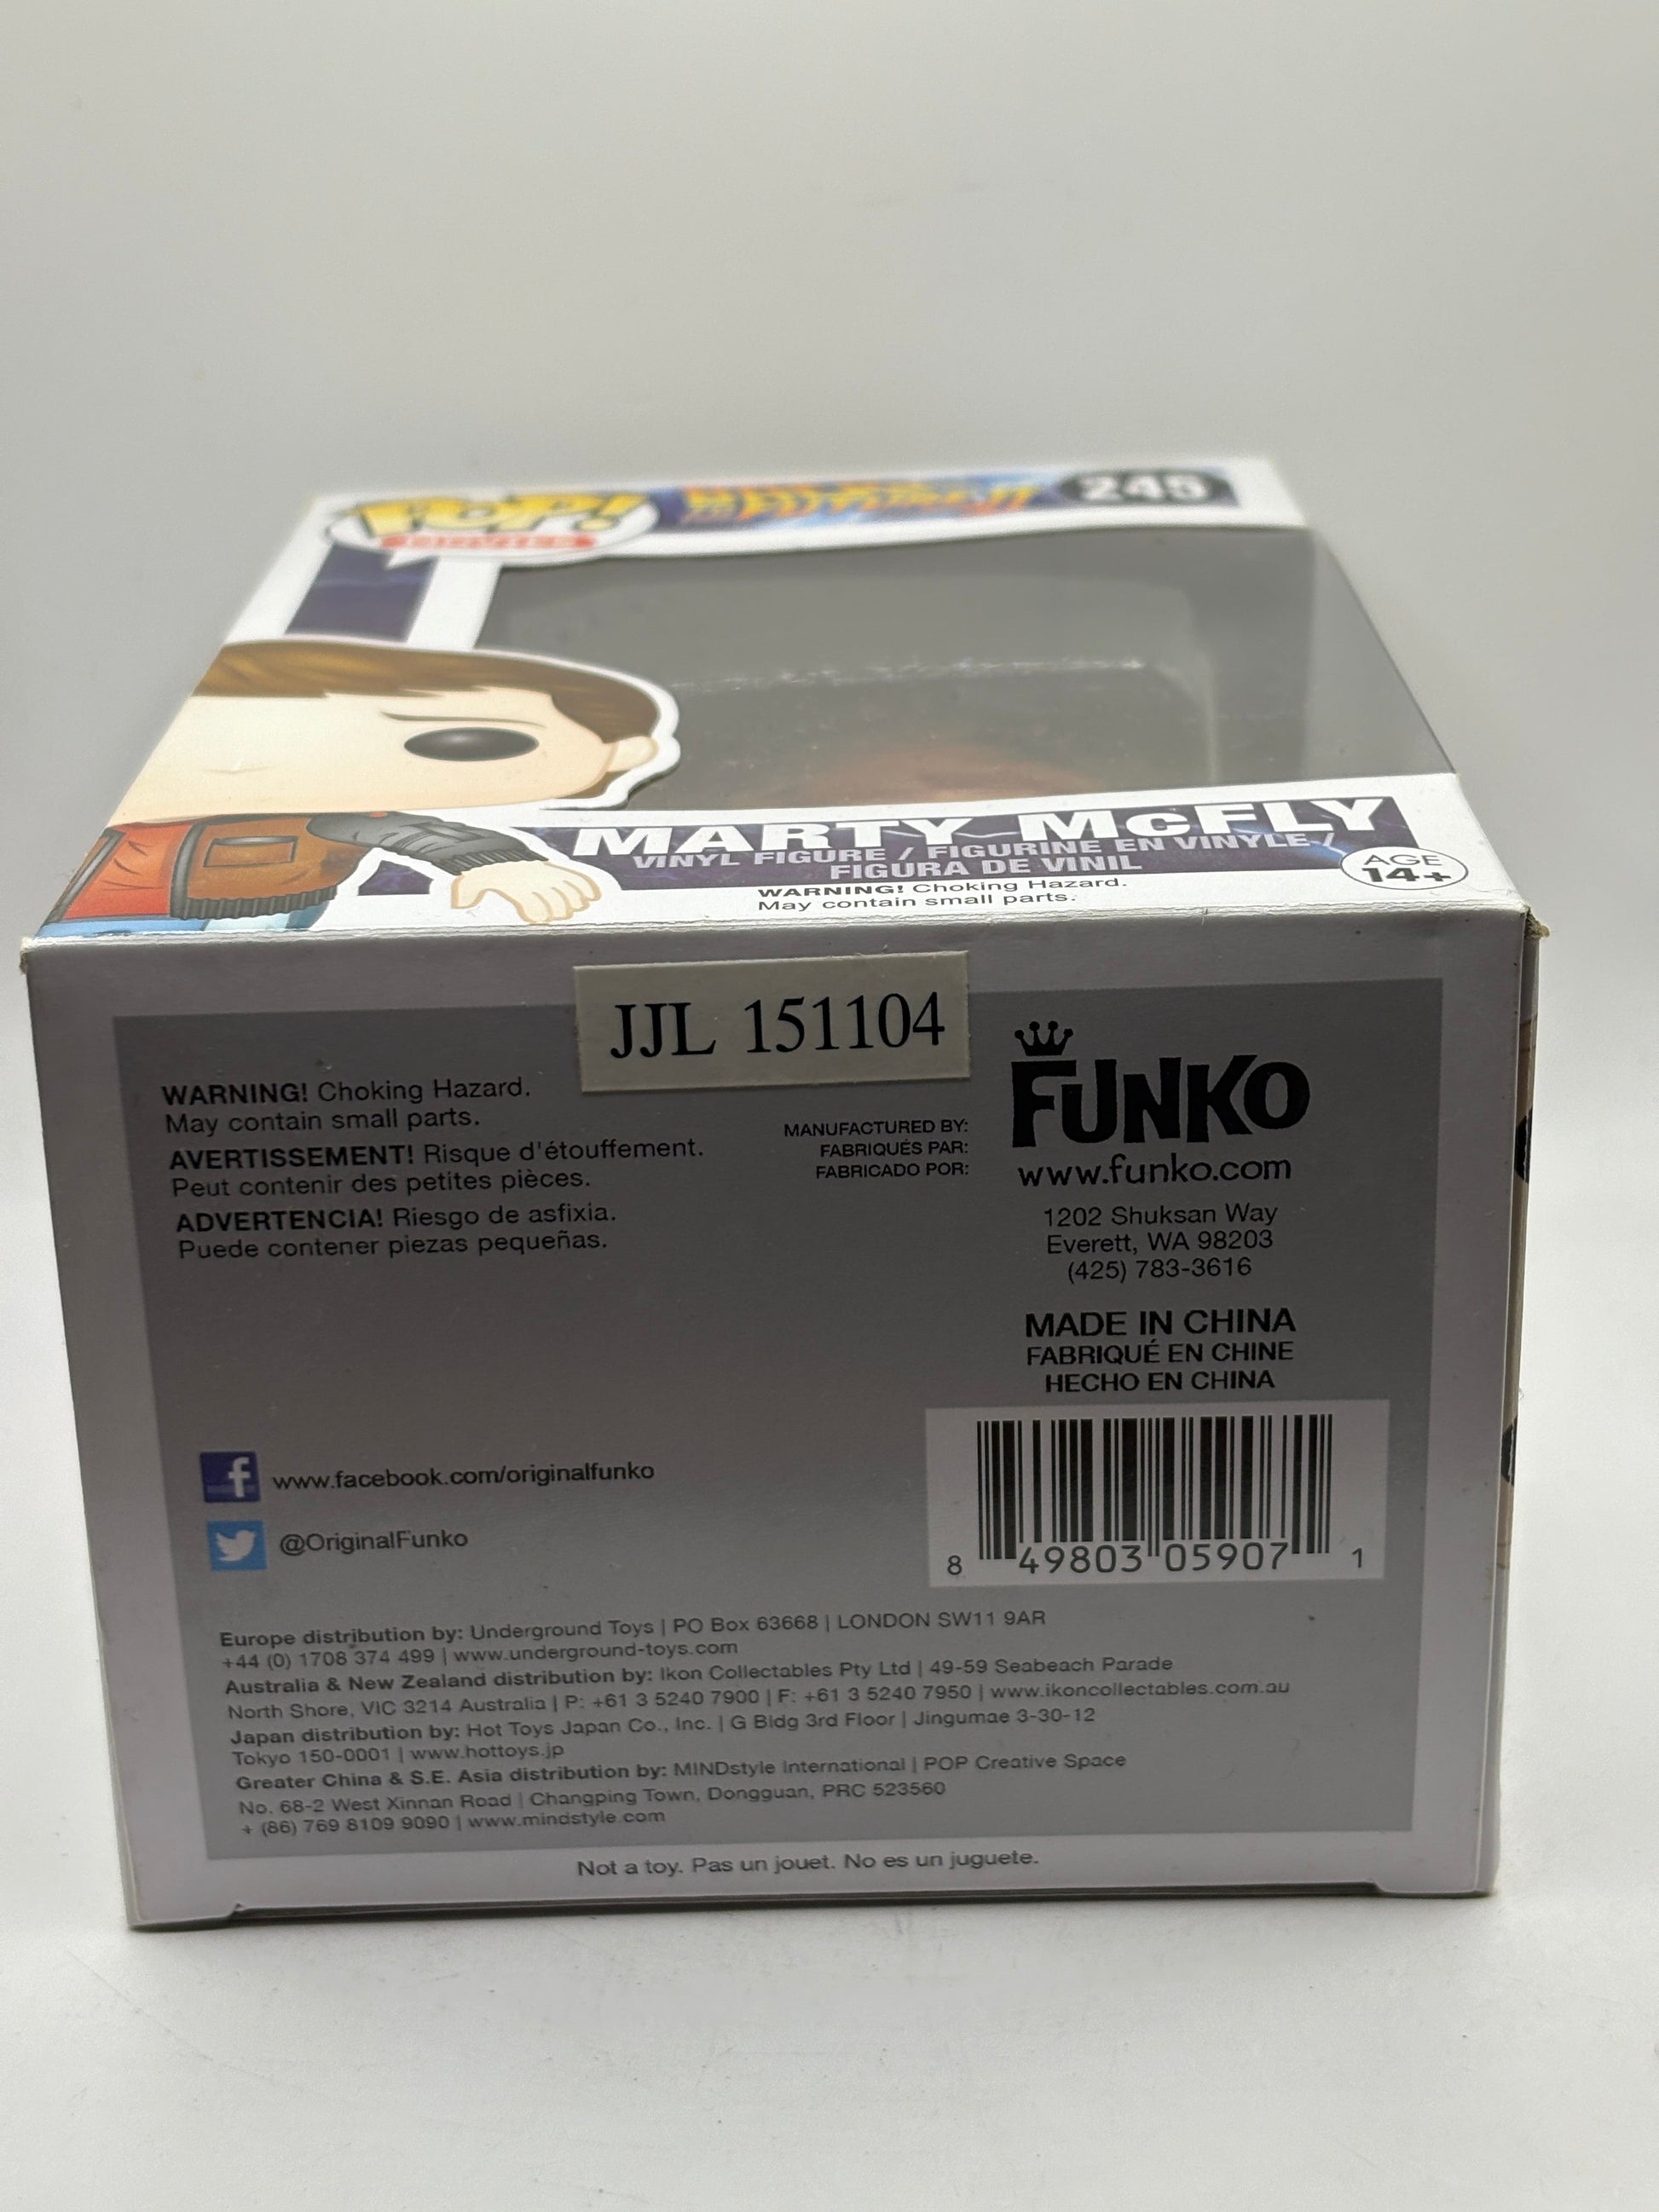 POP!
MOVIES
BACK TO THE FUTURE II
245
MARTY McFLY
VINYL FIGURE / FIGURINE EN VINYLE /
FIGURA DE VINIL
WARNING! Choking Hazard.
May contain small parts.
AGE
14+
JJL 151104
WARNING! Choking Hazard.
May contain small parts.
AVERTISSEMENT! Risque d'étouffement.
Peut contenir des petites pièces.
ADVERTENCIA! Riesgo de asfixia.
Puede contener piezas pequeñas.
MANUFACTURED BY:
FABRIQUÉS PAR:
FABRICADO POR:
FUNKO
www.funko.com
1202 Shuksan Way
Everett, WA 98203
(425) 783-3616
MADE IN CHINA
FABRIQUÉ EN CHINE
HECHO EN CHINA
f www.facebook.com/originalfunko
@OriginalFunko
8 49803 05907 1
Europe distribution by: Underground Toys | PO Box 63668 | LONDON SW11 9AR
+44 (0) 1708 374 499 | www.underground-toys.com
Australia & New Zealand distribution by: Ikon Collectables Pty Ltd | 49-59 Seabeach Parade
North Shore, VIC 3214 Australia | P: +61 3 5240 7900 | F: +61 3 5240 7950 | www.ikoncollectables.com.au
Japan distribution by: Hot Toys Japan Co., Inc. | G Bldg 3rd Floor | Jingumae 3-30-12
Tokyo 150-0001 | www.hottoys.jp
Greater China & S.E. Asia distribution by: MINDstyle International | POP Creative Space
No. 68-2 West Xinnan Road | Changping Town, Dongguan, PRC 523560
+ (86) 769 8109 9090 | www.mindstyle.com
Not a toy. Pas un jouet. No es un juguete.